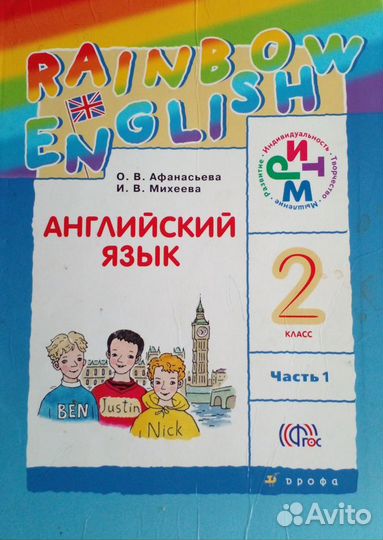 RAINBOW
ENGLISH
О. В. Афанасьева
И. В. Михеева
АНГЛИЙСКИЙ
ЯЗЫК
РИТМ
Развитие · Индивидуальность · Творчество · Мышление ·
2
КЛАСС
Часть 1
BEN
Justin
Nick
ФГОС
дрофа
Avito